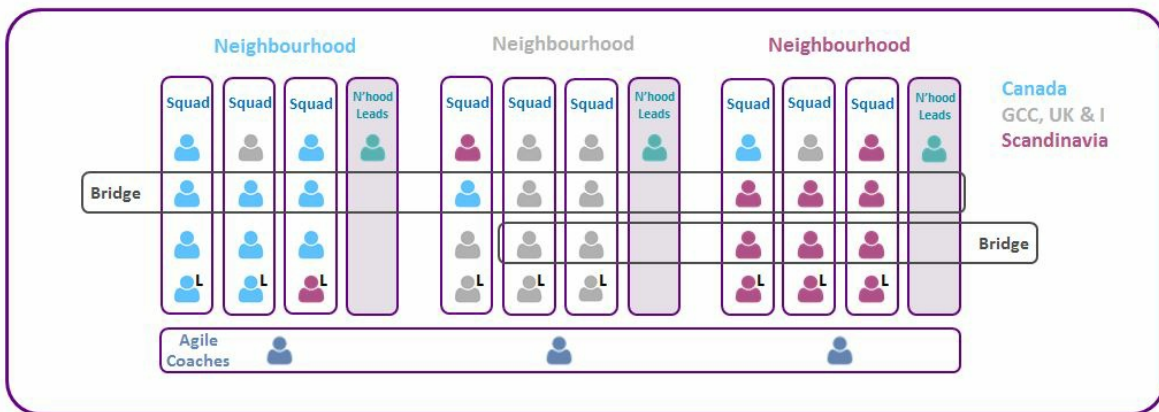 Neighbourhood
Neighbourhood
Neighbourhood
Squad
Squad
Squad
N'hood
Leads
Squad
Squad
Squad
N'hood
Leads
Squad
Squad
Squad
N'hood
Leads
Canada
GCC, UK & I
Scandinavia
Bridge
Bridge
L
L
L
L
L
L
L
L
L
Agile
Coaches